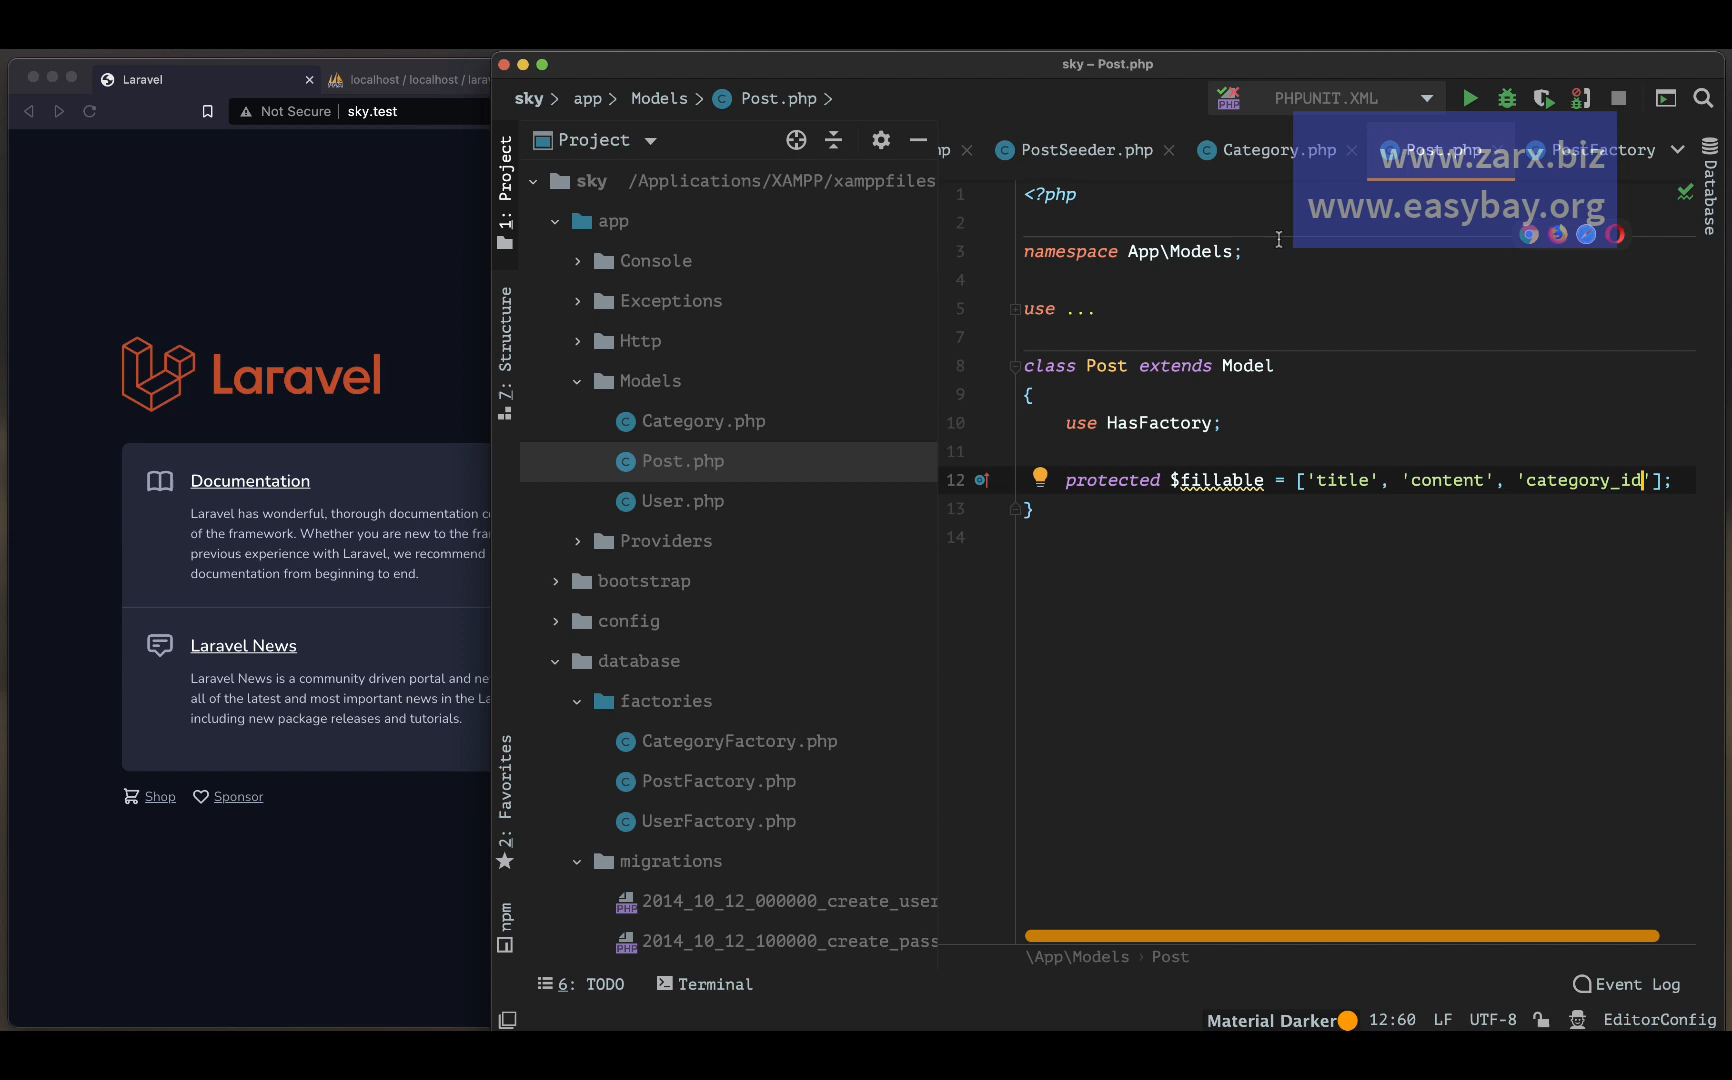 Laravel
localhost / localhost / lara
Not Secure
sky.test
Laravel
Documentation
Laravel has wonderful, thorough documentation c
of the framework. Whether you are new to the fra
previous experience with Laravel, we recommend
documentation from beginning to end.
Laravel News
Laravel News is a community driven portal and ne
all of the latest and most important news in the La
including new package releases and tutorials.
Shop
Sponsor
sky – Post.php
sky > app > Models > Post.php >
PHPUNIT.XML
1: Project
7: Structure
2: Favorites
npm
Project
sky /Applications/XAMPP/xamppfiles
app
Console
Exceptions
Http
Models
Category.php
Post.php
User.php
Providers
bootstrap
config
database
factories
CategoryFactory.php
PostFactory.php
UserFactory.php
migrations
2014_10_12_000000_create_user
2014_10_12_100000_create_pass
PostSeeder.php
Category.php
Post.php
PostFactory
www.zarx.biz
www.easybay.org
Database
1 <?php
2
3 namespace App\Models;
4
5 use ...
7
8 class Post extends Model
9 {
10 use HasFactory;
11
12 protected $fillable = ['title', 'content', 'category_id'];
13 }
14
\App\Models › Post
6: TODO
Terminal
Event Log
Material Darker
12:60
LF
UTF-8
EditorConfig